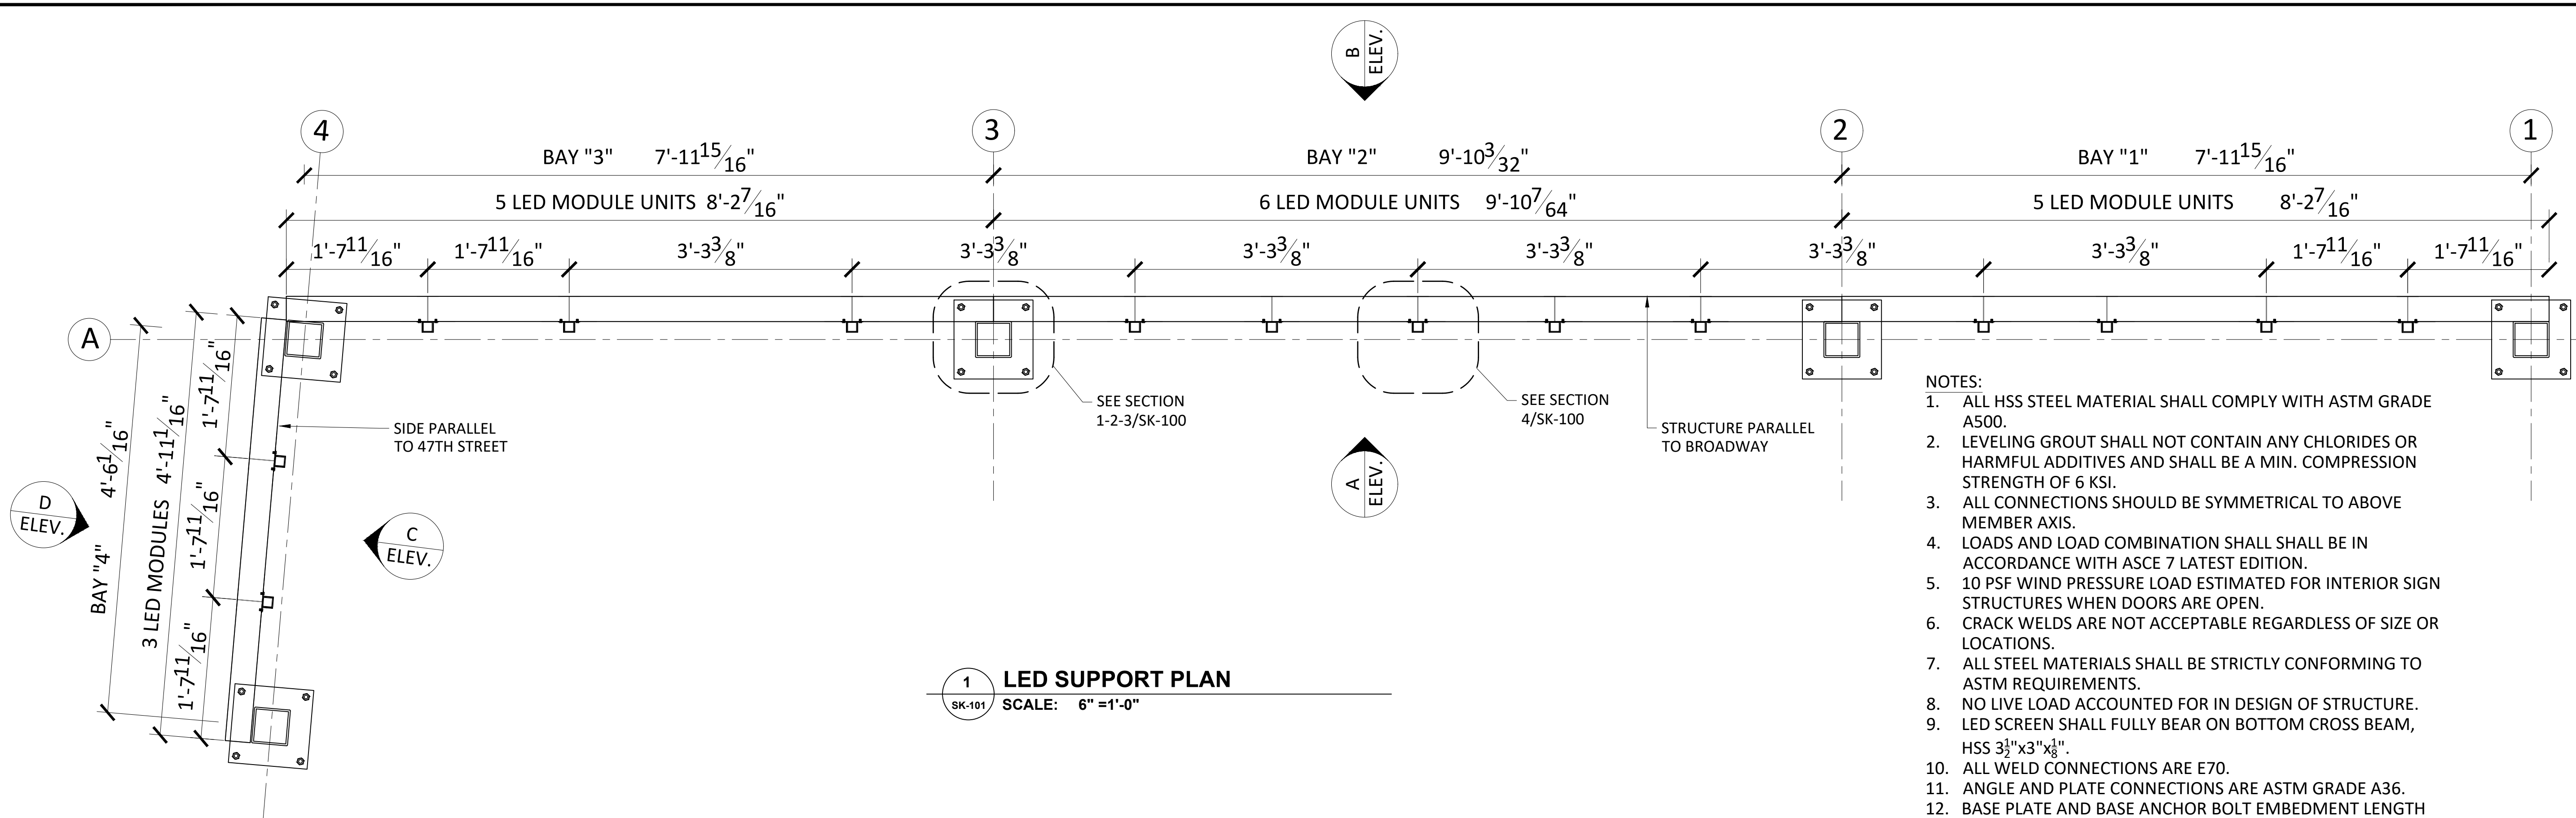 B
ELEV.
4
3
2
1
BAY "3" 7'-11 15/16"
BAY "2" 9'-10 3/32"
BAY "1" 7'-11 15/16"
5 LED MODULE UNITS 8'-2 7/16"
6 LED MODULE UNITS 9'-10 7/64"
5 LED MODULE UNITS 8'-2 7/16"
1'-7 11/16"
1'-7 11/16"
3'-3 3/8"
3'-3 3/8"
3'-3 3/8"
3'-3 3/8"
3'-3 3/8"
3'-3 3/8"
1'-7 11/16"
1'-7 11/16"
A
BAY "4" 4'-6 1/16"
3 LED MODULES 4'-11 1/16"
1'-7 11/16"
1'-7 11/16"
1'-7 11/16"
SIDE PARALLEL
TO 47TH STREET
SEE SECTION
1-2-3/SK-100
SEE SECTION
4/SK-100
STRUCTURE PARALLEL
TO BROADWAY
A
ELEV.
D
ELEV.
C
ELEV.
1
SK-101
LED SUPPORT PLAN
SCALE: 6" =1'-0"
NOTES:
1. ALL HSS STEEL MATERIAL SHALL COMPLY WITH ASTM GRADE
A500.
2. LEVELING GROUT SHALL NOT CONTAIN ANY CHLORIDES OR
HARMFUL ADDITIVES AND SHALL BE A MIN. COMPRESSION
STRENGTH OF 6 KSI.
3. ALL CONNECTIONS SHOULD BE SYMMETRICAL TO ABOVE
MEMBER AXIS.
4. LOADS AND LOAD COMBINATION SHALL SHALL BE IN
ACCORDANCE WITH ASCE 7 LATEST EDITION.
5. 10 PSF WIND PRESSURE LOAD ESTIMATED FOR INTERIOR SIGN
STRUCTURES WHEN DOORS ARE OPEN.
6. CRACK WELDS ARE NOT ACCEPTABLE REGARDLESS OF SIZE OR
LOCATIONS.
7. ALL STEEL MATERIALS SHALL BE STRICTLY CONFORMING TO
ASTM REQUIREMENTS.
8. NO LIVE LOAD ACCOUNTED FOR IN DESIGN OF STRUCTURE.
9. LED SCREEN SHALL FULLY BEAR ON BOTTOM CROSS BEAM,
HSS 3 1/2"x3"x 1/8".
10. ALL WELD CONNECTIONS ARE E70.
11. ANGLE AND PLATE CONNECTIONS ARE ASTM GRADE A36.
12. BASE PLATE AND BASE ANCHOR BOLT EMBEDMENT LENGTH